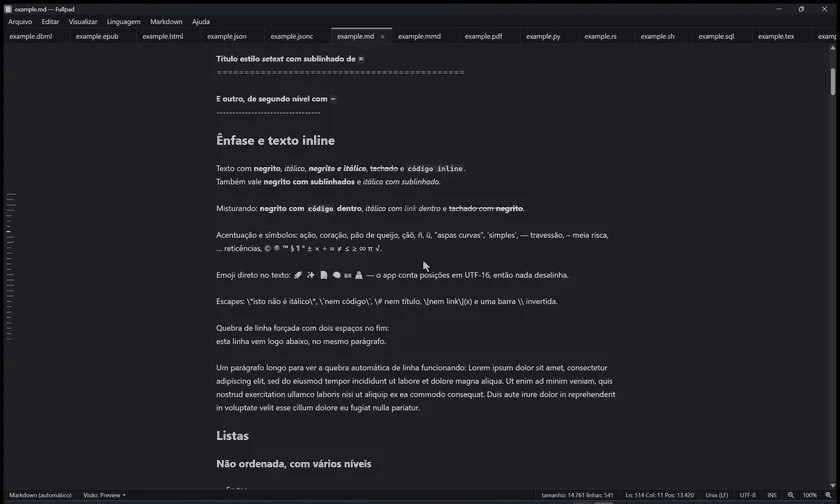 example.md — Fullpad
Arquivo Editar Visualizar Linguagem Markdown Ajuda
example.dbml example.epub example.html example.json example.jsonc example.md × example.mmd example.pdf example.py example.rs example.sh example.sql example.tex examp
Título estilo setext com sublinhado de =
=============================================
E outro, de segundo nível com -
--------------------------------
Ênfase e texto inline
Texto com negrito, itálico, negrito e itálico, tachado e código inline.
Também vale negrito com sublinhados e itálico com sublinhado.
Misturando: negrito com código dentro, itálico com link dentro e tachado com negrito.
Acentuação e símbolos: ação, coração, pão de queijo, çãõ, ñ, ü, “aspas curvas”, ‘simples’, — travessão, – meia risca,
… reticências, © ® ™ § ¶ ° ± × ÷ ≈ ≠ ≤ ≥ ∞ π √.
Emoji direto no texto: 🚀 ✨ 📝 🧠 🇧🇷 — o app conta posições em UTF-16, então nada desalinha.
Escapes: \*isto não é itálico\*, \`nem código\`, \# nem título, \[nem link\](x) e uma barra \\ invertida.
Quebra de linha forçada com dois espaços no fim:
esta linha vem logo abaixo, no mesmo parágrafo.
Um parágrafo longo para ver a quebra automática de linha funcionando: Lorem ipsum dolor sit amet, consectetur
adipiscing elit, sed do eiusmod tempor incididunt ut labore et dolore magna aliqua. Ut enim ad minim veniam, quis
nostrud exercitation ullamco laboris nisi ut aliquip ex ea commodo consequat. Duis aute irure dolor in reprehenderit
in voluptate velit esse cillum dolore eu fugiat nulla pariatur.
Listas
Não ordenada, com vários níveis
Markdown (automático) Visão: Preview tamanho: 14.761 linhas: 541 Ln: 514 Col: 11 Pos: 13.420 Unix (LF) UTF-8 INS 100%